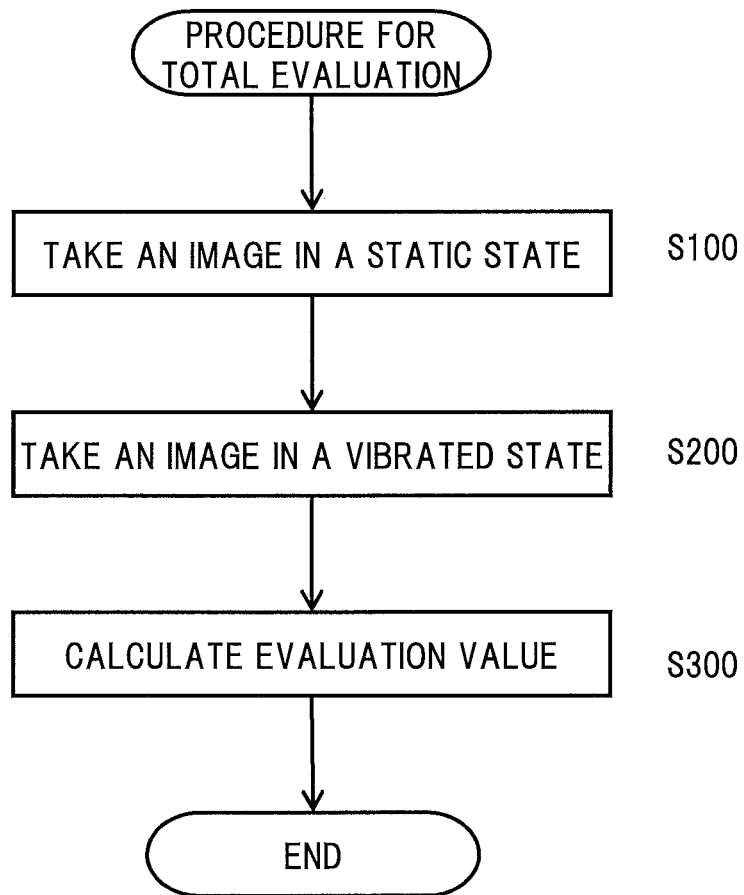 PROCEDURE FOR
TOTAL EVALUATION
TAKE AN IMAGE IN A STATIC STATE
S100
TAKE AN IMAGE IN A VIBRATED STATE
S200
CALCULATE EVALUATION VALUE
S300
END